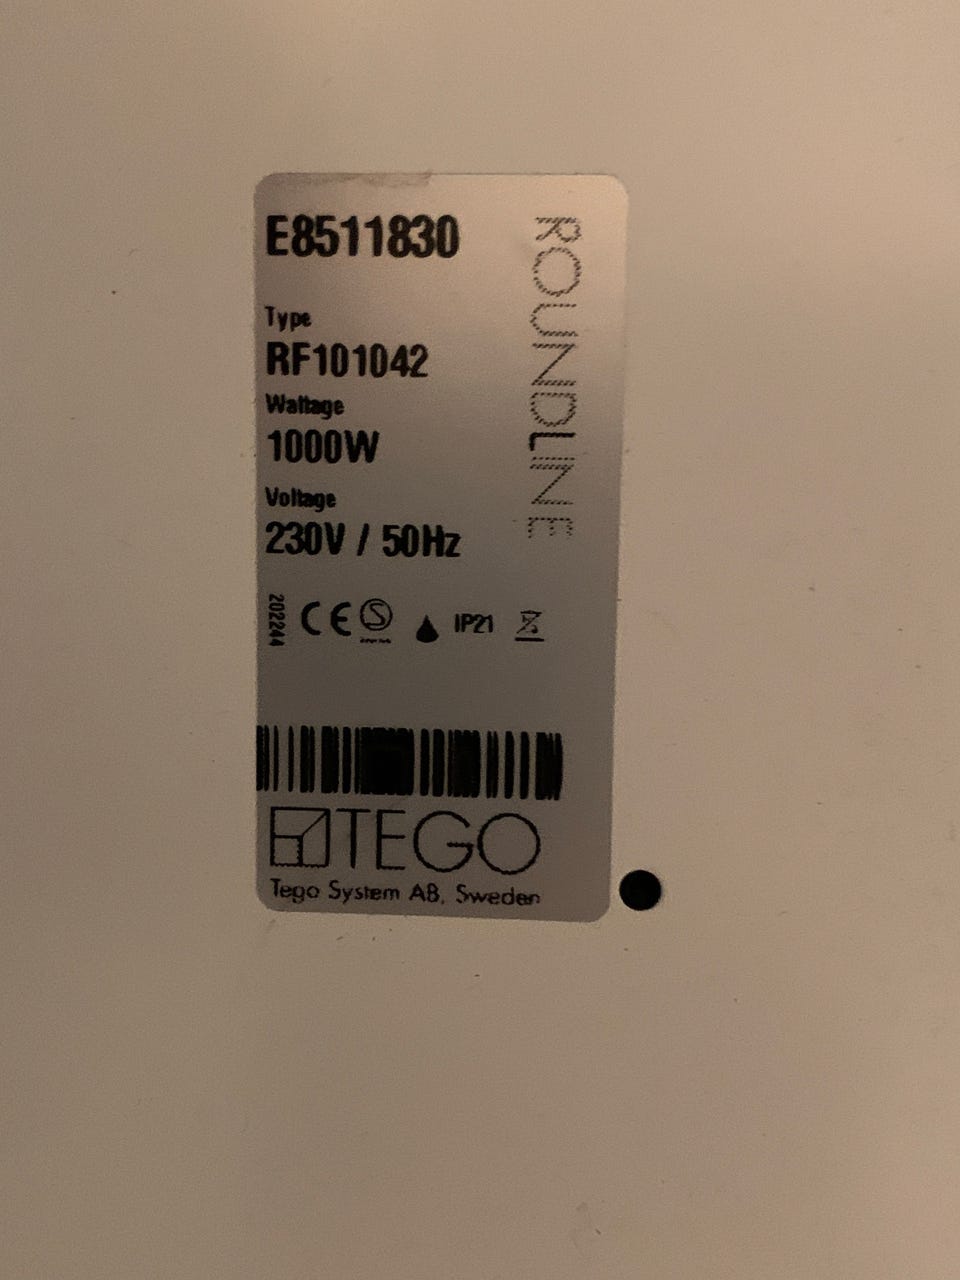 E8511830
ROUNDLINE
Type
RF101042
Wattage
1000W
Voltage
230V / 50Hz
202244
CE S IP21
TEGO
Tego System AB, Sweden